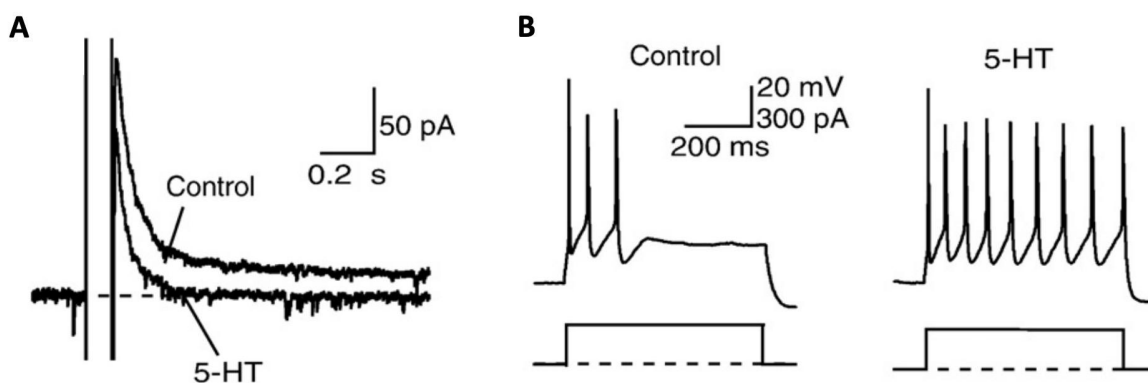 A
50 pA
0.2 s
Control
5-HT
B
Control
20 mV
300 pA
200 ms
5-HT